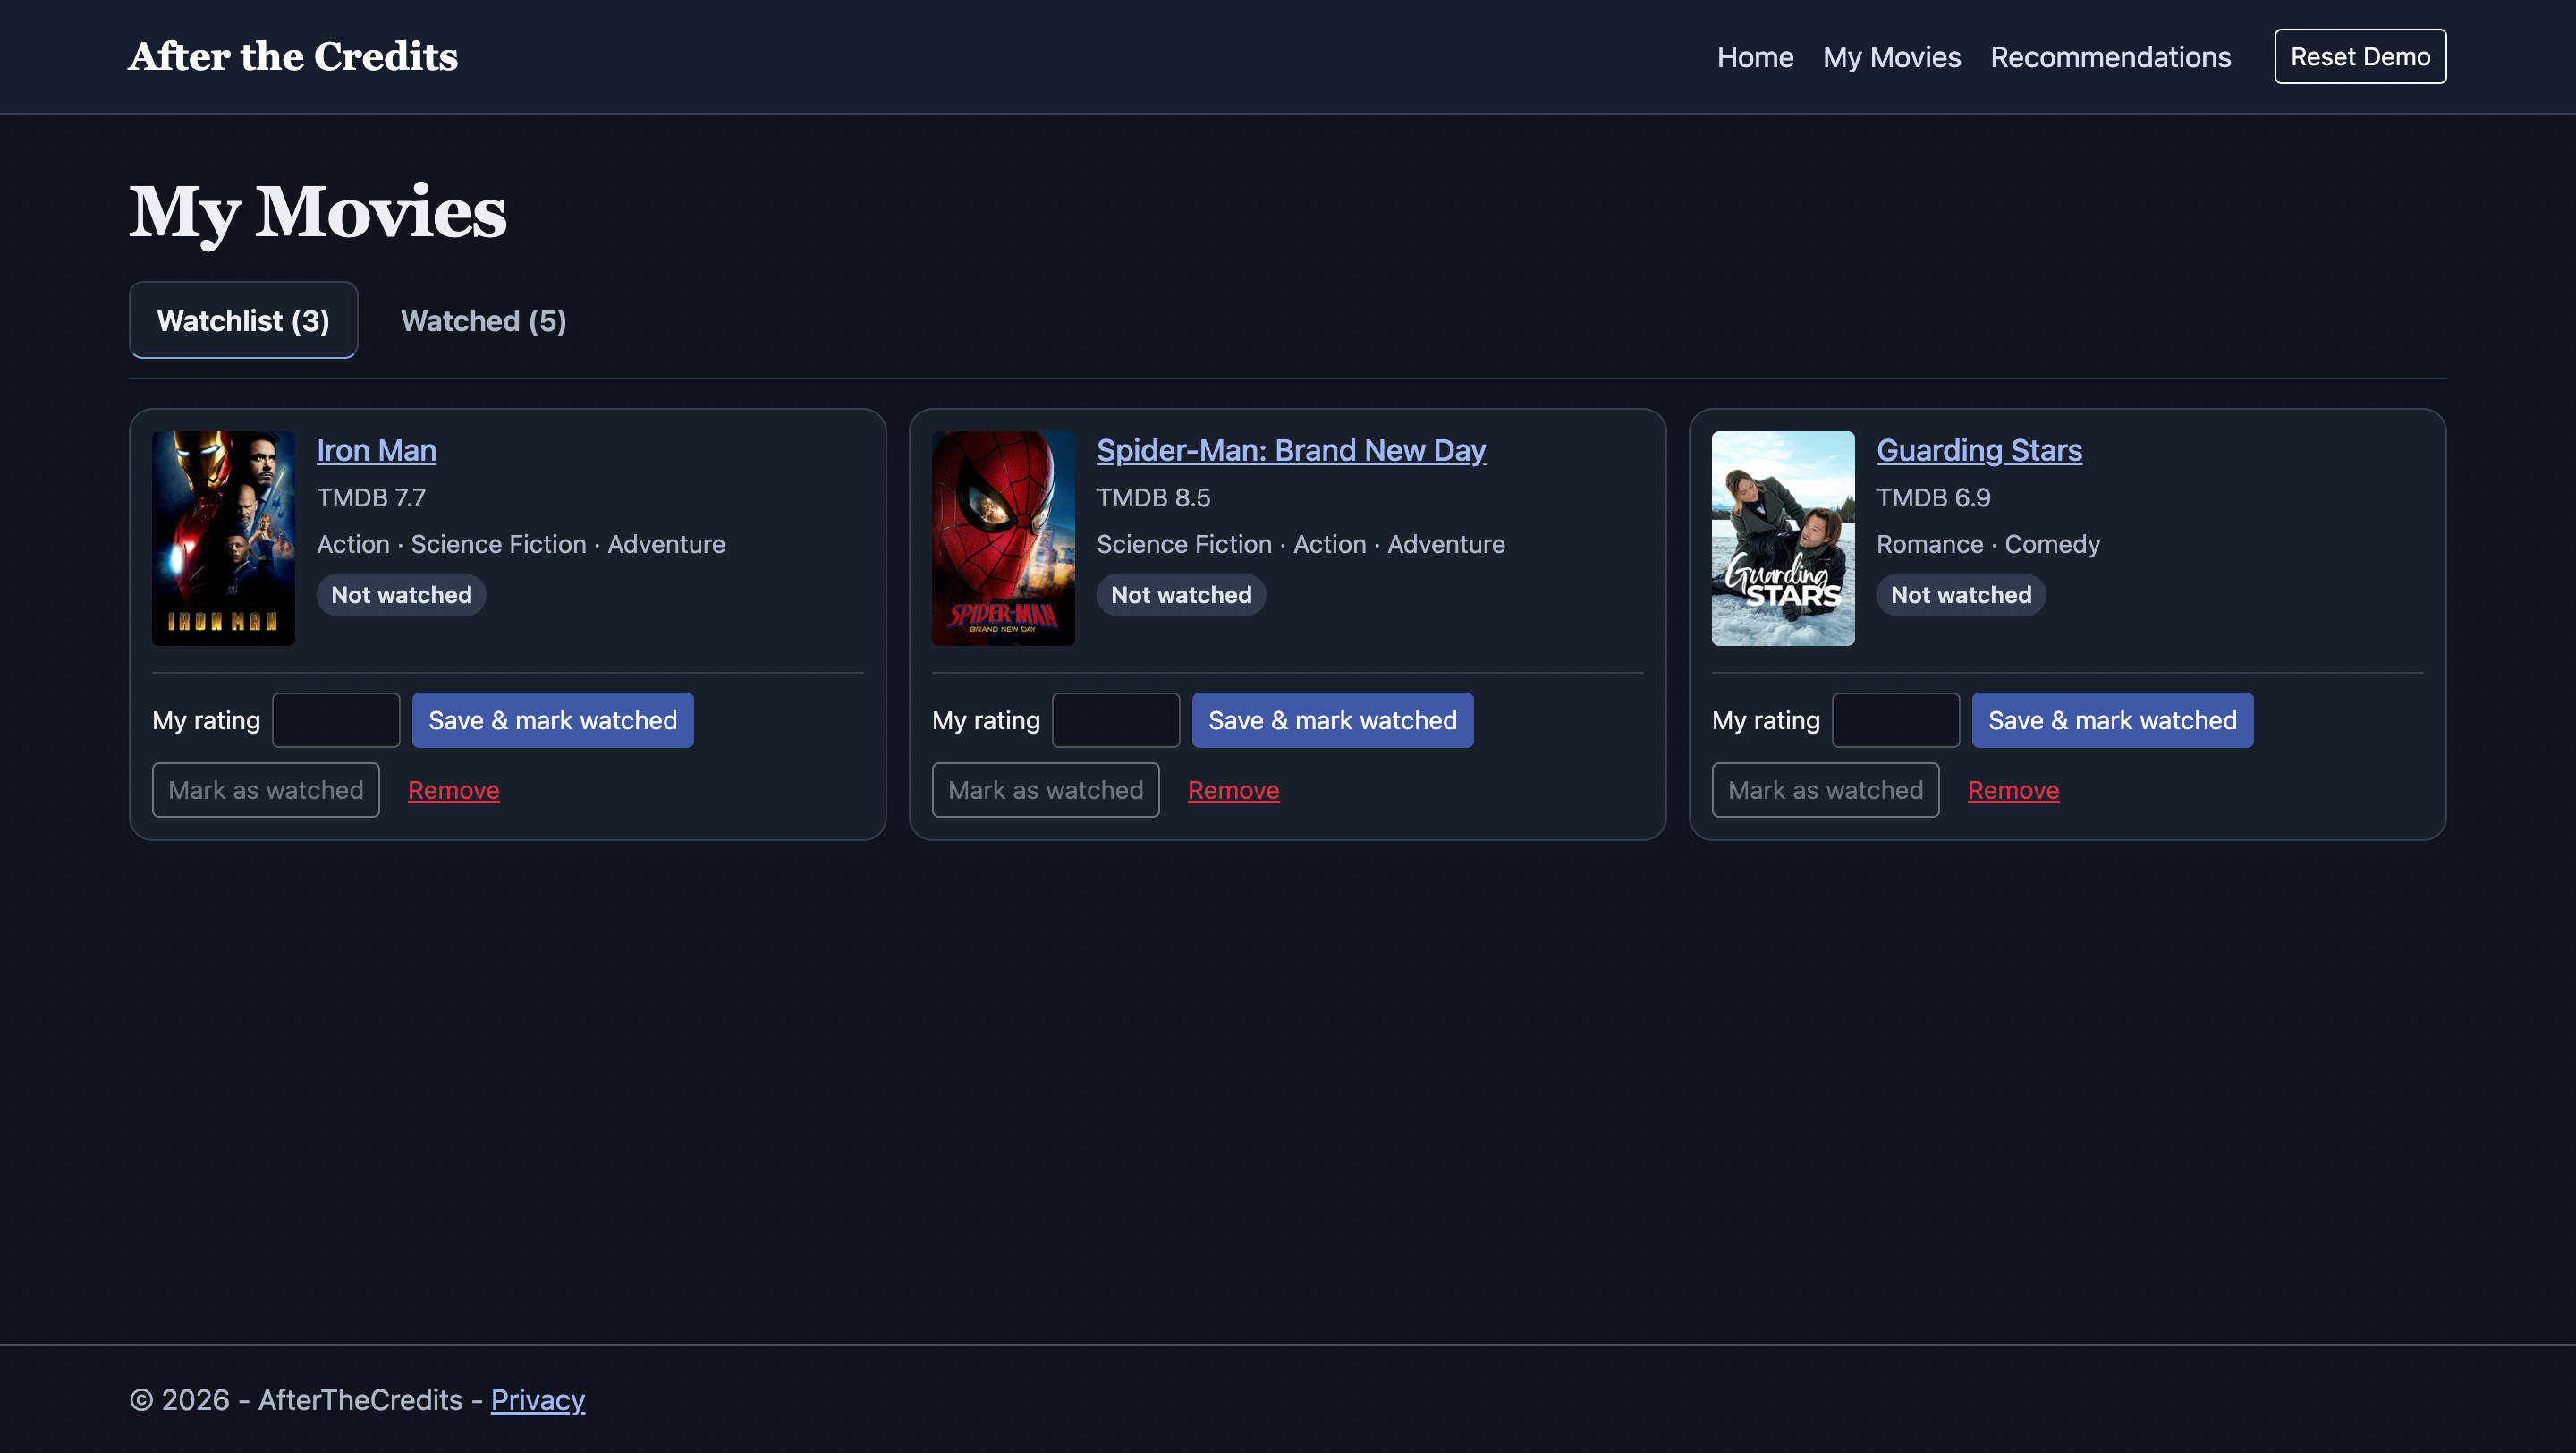 After the Credits
Home My Movies Recommendations Reset Demo
My Movies
Watchlist (3) Watched (5)
IRON MAN
Iron Man
TMDB 7.7
Action · Science Fiction · Adventure
Not watched
My rating Save & mark watched
Mark as watched Remove
SPIDER-MAN
BRAND NEW DAY
Spider-Man: Brand New Day
TMDB 8.5
Science Fiction · Action · Adventure
Not watched
My rating Save & mark watched
Mark as watched Remove
Guarding
STARS
Guarding Stars
TMDB 6.9
Romance · Comedy
Not watched
My rating Save & mark watched
Mark as watched Remove
© 2026 - AfterTheCredits - Privacy